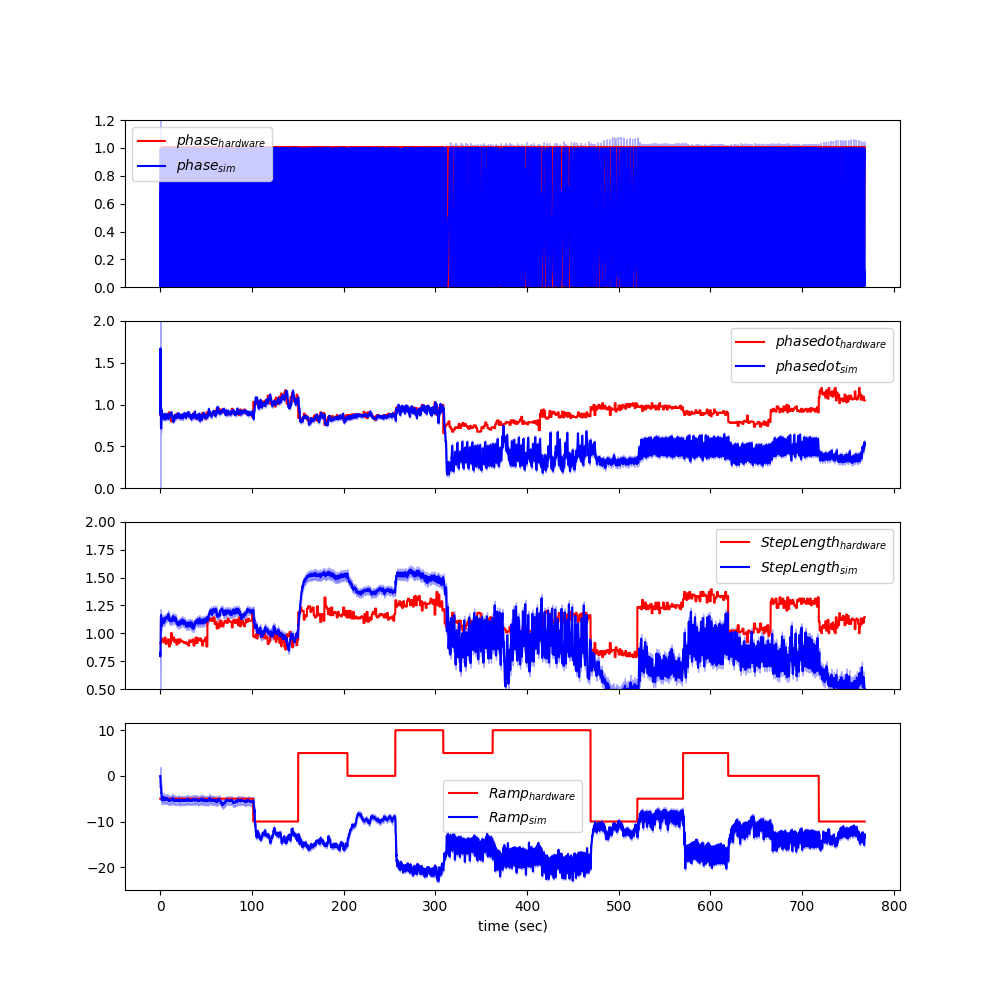 1.2
1.0
0.8
0.6
0.4
0.2
0.0
phase_hardware
phase_sim
2.0
1.5
1.0
0.5
0.0
phasedot_hardware
phasedot_sim
2.00
1.75
1.50
1.25
1.00
0.75
0.50
StepLength_hardware
StepLength_sim
10
0
−10
−20
Ramp_hardware
Ramp_sim
0 100 200 300 400 500 600 700 800
time (sec)